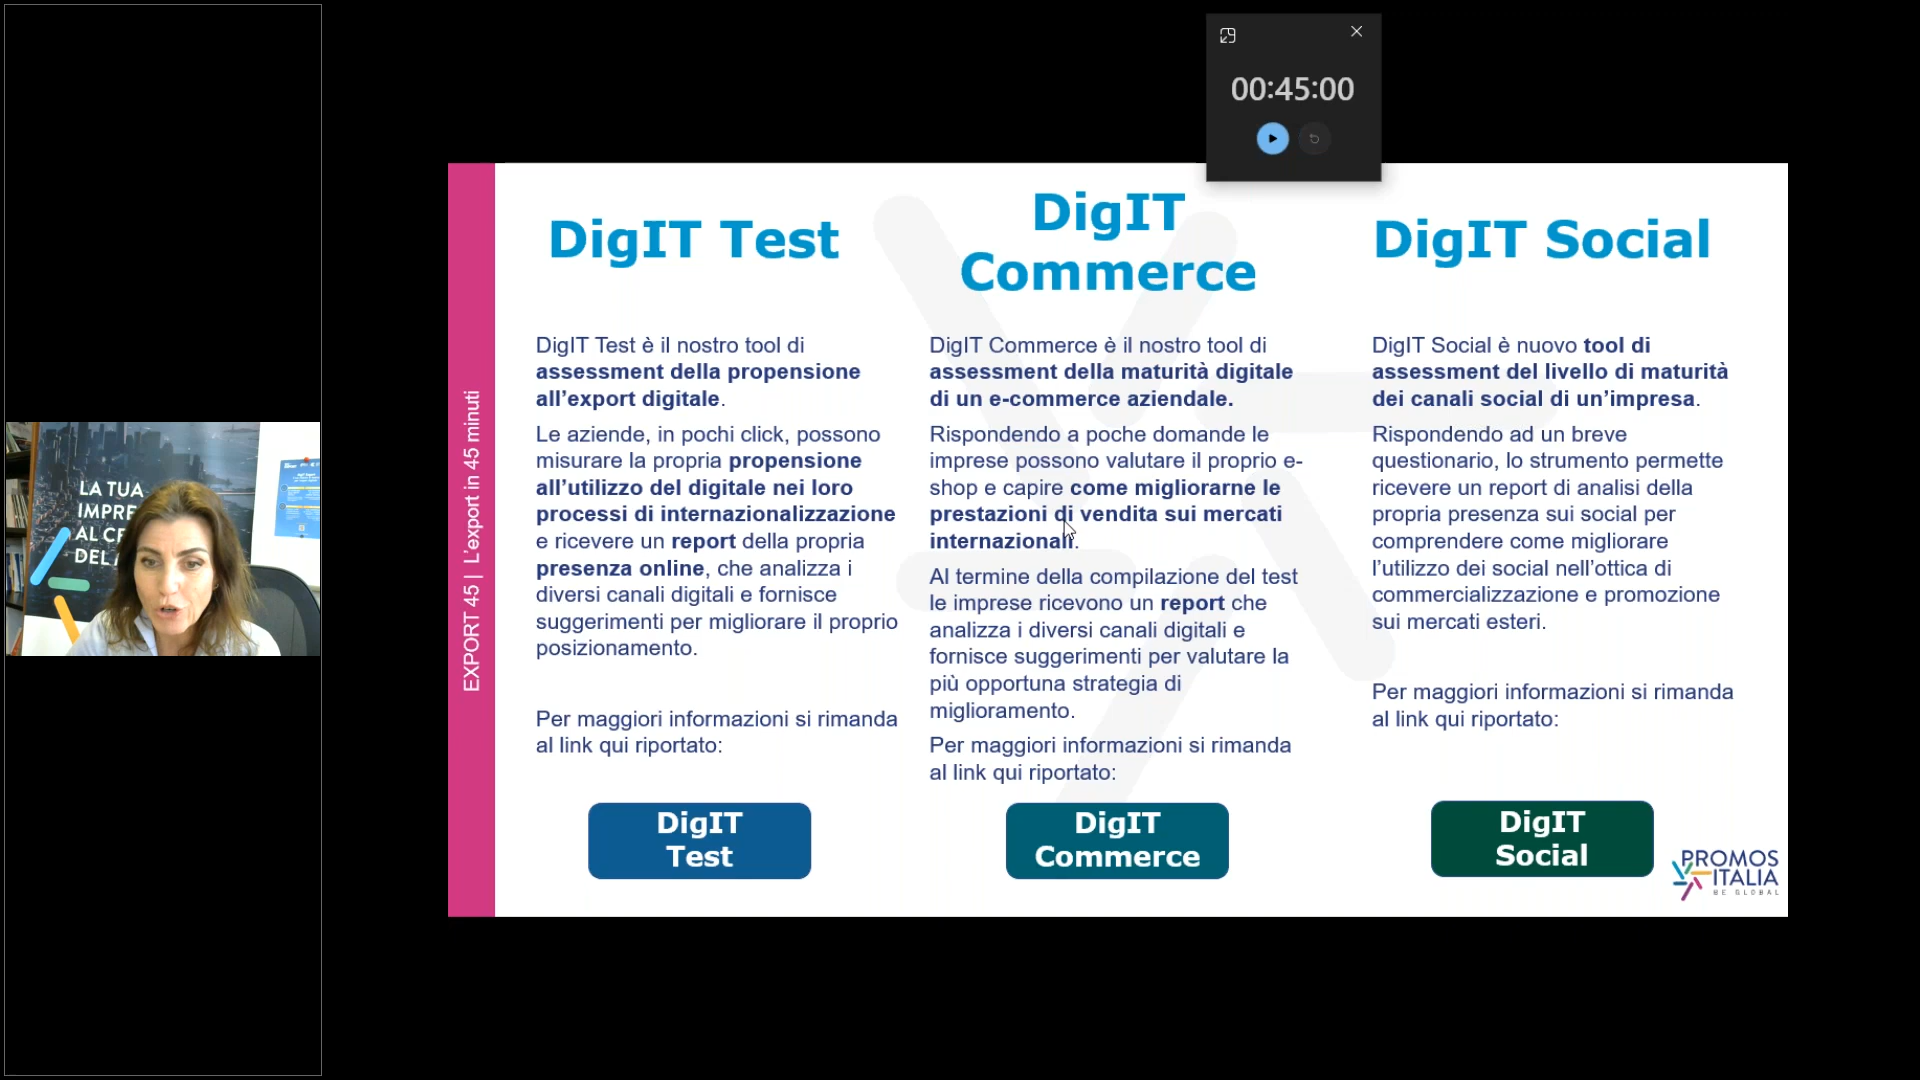 00:45:00
EXPORT 45 | L'export in 45 minuti
DigIT Test
DigIT Test è il nostro tool di
assessment della propensione
all’export digitale.
Le aziende, in pochi click, possono
misurare la propria propensione
all’utilizzo del digitale nei loro
processi di internazionalizzazione
e ricevere un report della propria
presenza online, che analizza i
diversi canali digitali e fornisce
suggerimenti per migliorare il proprio
posizionamento.
Per maggiori informazioni si rimanda
al link qui riportato:
DigIT
Test
DigIT
Commerce
DigIT Commerce è il nostro tool di
assessment della maturità digitale
di un e-commerce aziendale.
Rispondendo a poche domande le
imprese possono valutare il proprio e-
shop e capire come migliorarne le
prestazioni di vendita sui mercati
internazionali.
Al termine della compilazione del test
le imprese ricevono un report che
analizza i diversi canali digitali e
fornisce suggerimenti per valutare la
più opportuna strategia di
miglioramento.
Per maggiori informazioni si rimanda
al link qui riportato:
DigIT
Commerce
DigIT Social
DigIT Social è nuovo tool di
assessment del livello di maturità
dei canali social di un’impresa.
Rispondendo ad un breve
questionario, lo strumento permette
ricevere un report di analisi della
propria presenza sui social per
comprendere come migliorare
l’utilizzo dei social nell’ottica di
commercializzazione e promozione
sui mercati esteri.
Per maggiori informazioni si rimanda
al link qui riportato:
DigIT
Social
PROMOS
ITALIA
BE GLOBAL
LA TUA
IMPRE
AL CE
DEL